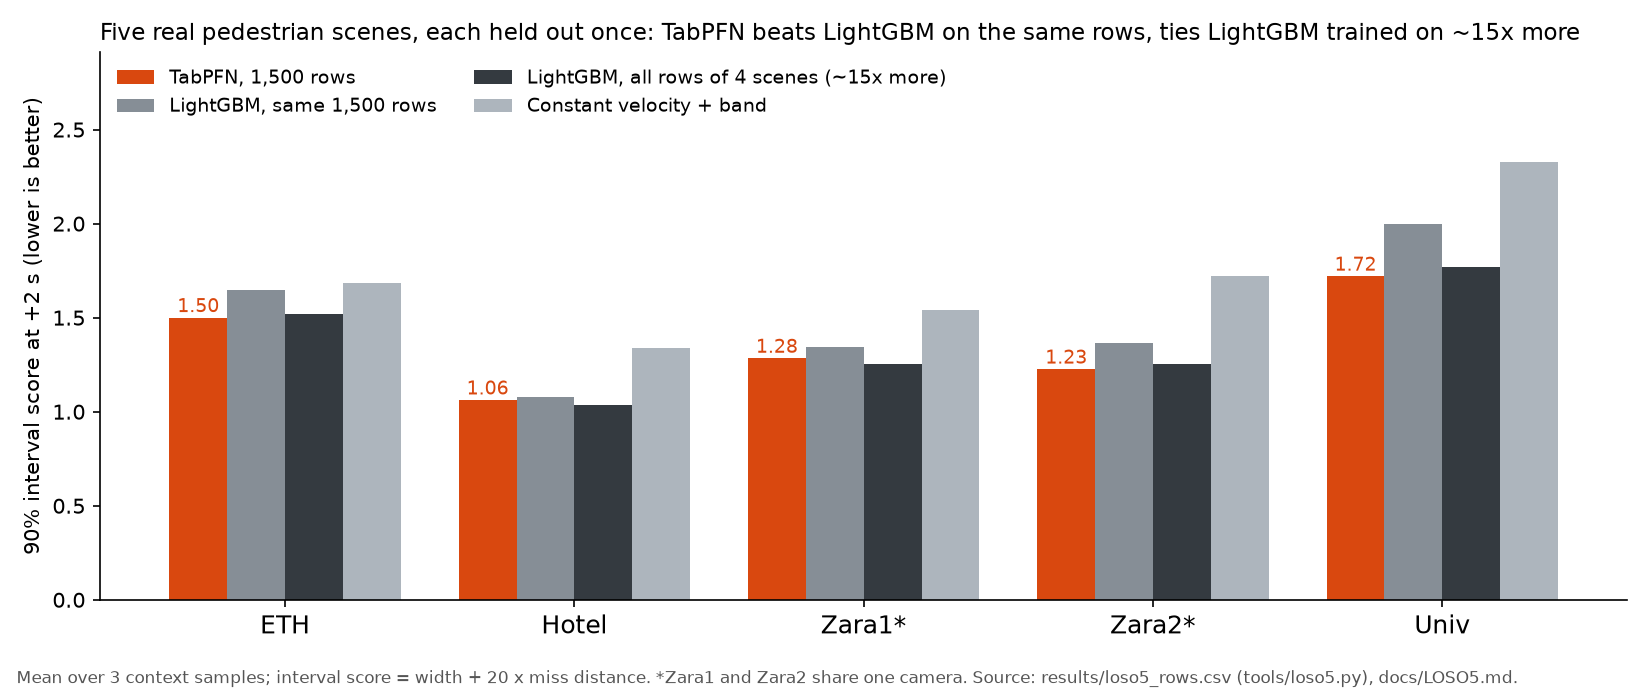 Five real pedestrian scenes, each held out once: TabPFN beats LightGBM on the same rows, ties LightGBM trained on ~15x more
TabPFN, 1,500 rows
LightGBM, same 1,500 rows
LightGBM, all rows of 4 scenes (~15x more)
Constant velocity + band
90% interval score at +2 s (lower is better)
2.5
2.0
1.5
1.0
0.5
0.0
1.50
1.06
1.28
1.23
1.72
ETH
Hotel
Zara1*
Zara2*
Univ
Mean over 3 context samples; interval score = width + 20 x miss distance. *Zara1 and Zara2 share one camera. Source: results/loso5_rows.csv (tools/loso5.py), docs/LOSO5.md.